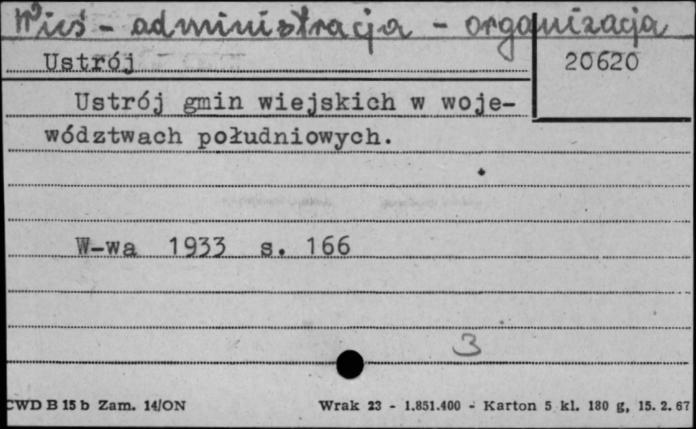 Wieś - administracja - organizacja
Ustrój
20620
Ustrój gmin wiejskich w woje-
wództwach południowych.
W-wa 1933 s. 166
3
CWD B 15 b Zam. 14/ON
Wrak 23 - 1.851.400 - Karton 5 kl. 180 g, 15. 2. 67